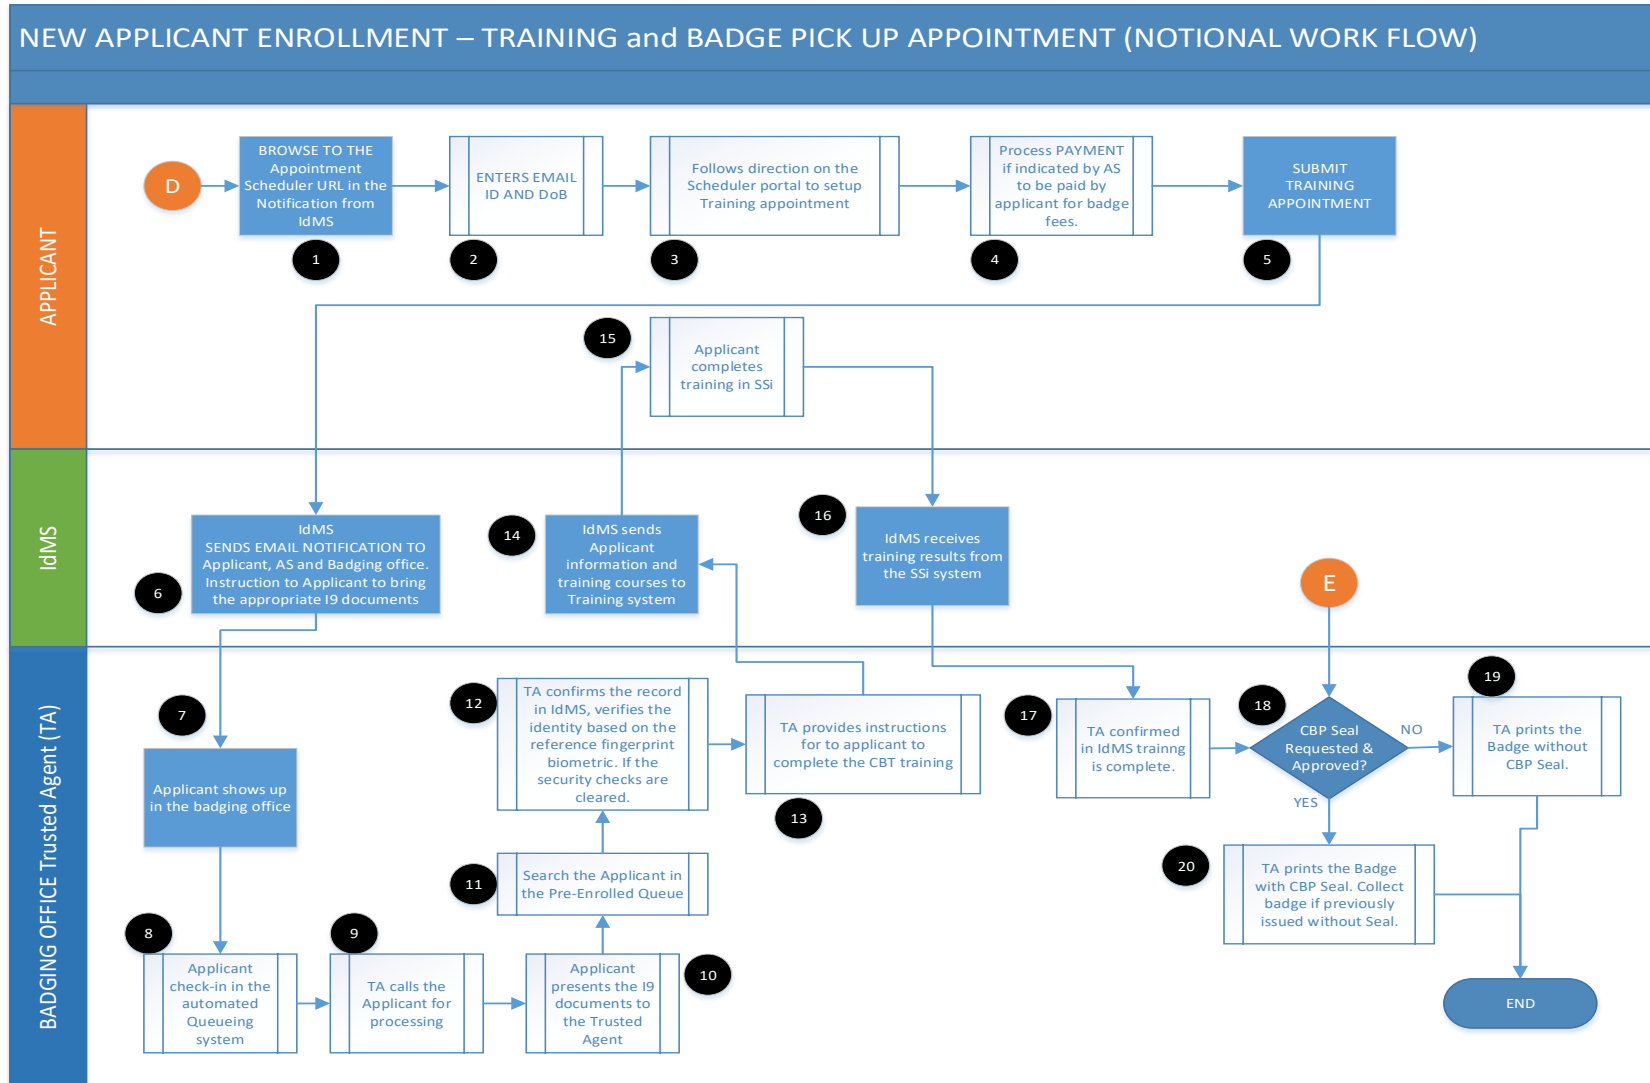 NEW APPLICANT ENROLLMENT – TRAINING and BADGE PICK UP APPOINTMENT (NOTIONAL WORK FLOW)
APPLICANT
D
BROWSE TO THE
Appointment
Scheduler URL in the
Notification from
IdMS
1
ENTERS EMAIL
ID AND DoB
2
Follows direction on the
Scheduler portal to setup
Training appointment
3
Process PAYMENT
if indicated by AS
to be paid by
applicant for badge
fees.
4
SUBMIT
TRAINING
APPOINTMENT
5
15
Applicant
completes
training in SSi
IdMS
IdMS
SENDS EMAIL NOTIFICATION TO
Applicant, AS and Badging office.
Instruction to Applicant to bring
the appropriate I9 documents
6
14
IdMS sends
Applicant
information and
training courses to
Training system
16
IdMS receives
training results from
the SSi system
E
BADGING OFFICE Trusted Agent (TA)
7
Applicant shows up
in the badging office
8
Applicant
check-in in the
automated
Queueing
system
9
TA calls the
Applicant for
processing
10
Applicant
presents the I9
documents to
the Trusted
Agent
11
Search the Applicant in
the Pre-Enrolled Queue
12
TA confirms the record
in IdMS, verifies the
identity based on the
reference fingerprint
biometric. If the
security checks are
cleared.
TA provides instructions
for to applicant to
complete the CBT training
13
17
TA confirmed
in IdMS trainng
is complete.
18
CBP Seal
Requested &
Approved?
NO
YES
19
TA prints the
Badge without
CBP Seal.
20
TA prints the Badge
with CBP Seal. Collect
badge if previously
issued without Seal.
END